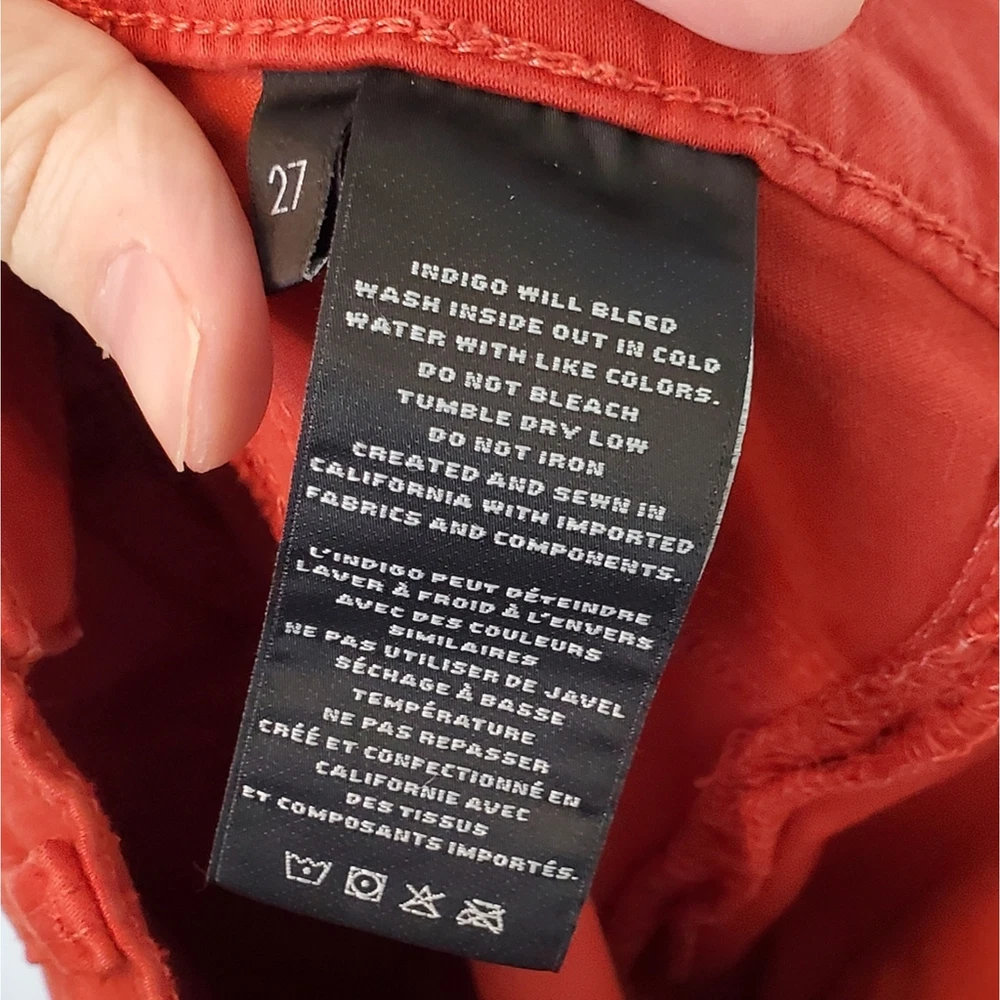 27
INDIGO WILL BLEED
WASH INSIDE OUT IN COLD
WATER WITH LIKE COLORS.
DO NOT BLEACH
TUMBLE DRY LOW
DO NOT IRON
CREATED AND SEWN IN
CALIFORNIA WITH IMPORTED
FABRICS AND COMPONENTS.
L'INDIGO PEUT DÉTEINDRE
LAVER À FROID À L'ENVERS
AVEC DES COULEURS
SIMILAIRES
NE PAS UTILISER DE JAVEL
SÉCHAGE À BASSE
TEMPÉRATURE
NE PAS REPASSER
CRÉÉ ET CONFECTIONNÉ EN
CALIFORNIE AVEC
DES TISSUS
ET COMPOSANTS IMPORTÉS.